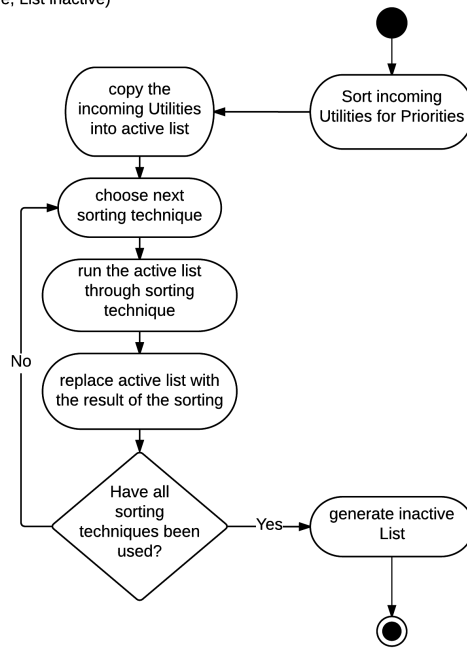 e, List inactive)
Sort incoming
Utilities for Priorities
copy the
incoming Utilities
into active list
choose next
sorting technique
run the active list
through sorting
technique
replace active list with
the result of the sorting
No
Have all
sorting
techniques been
used?
Yes
generate inactive
List